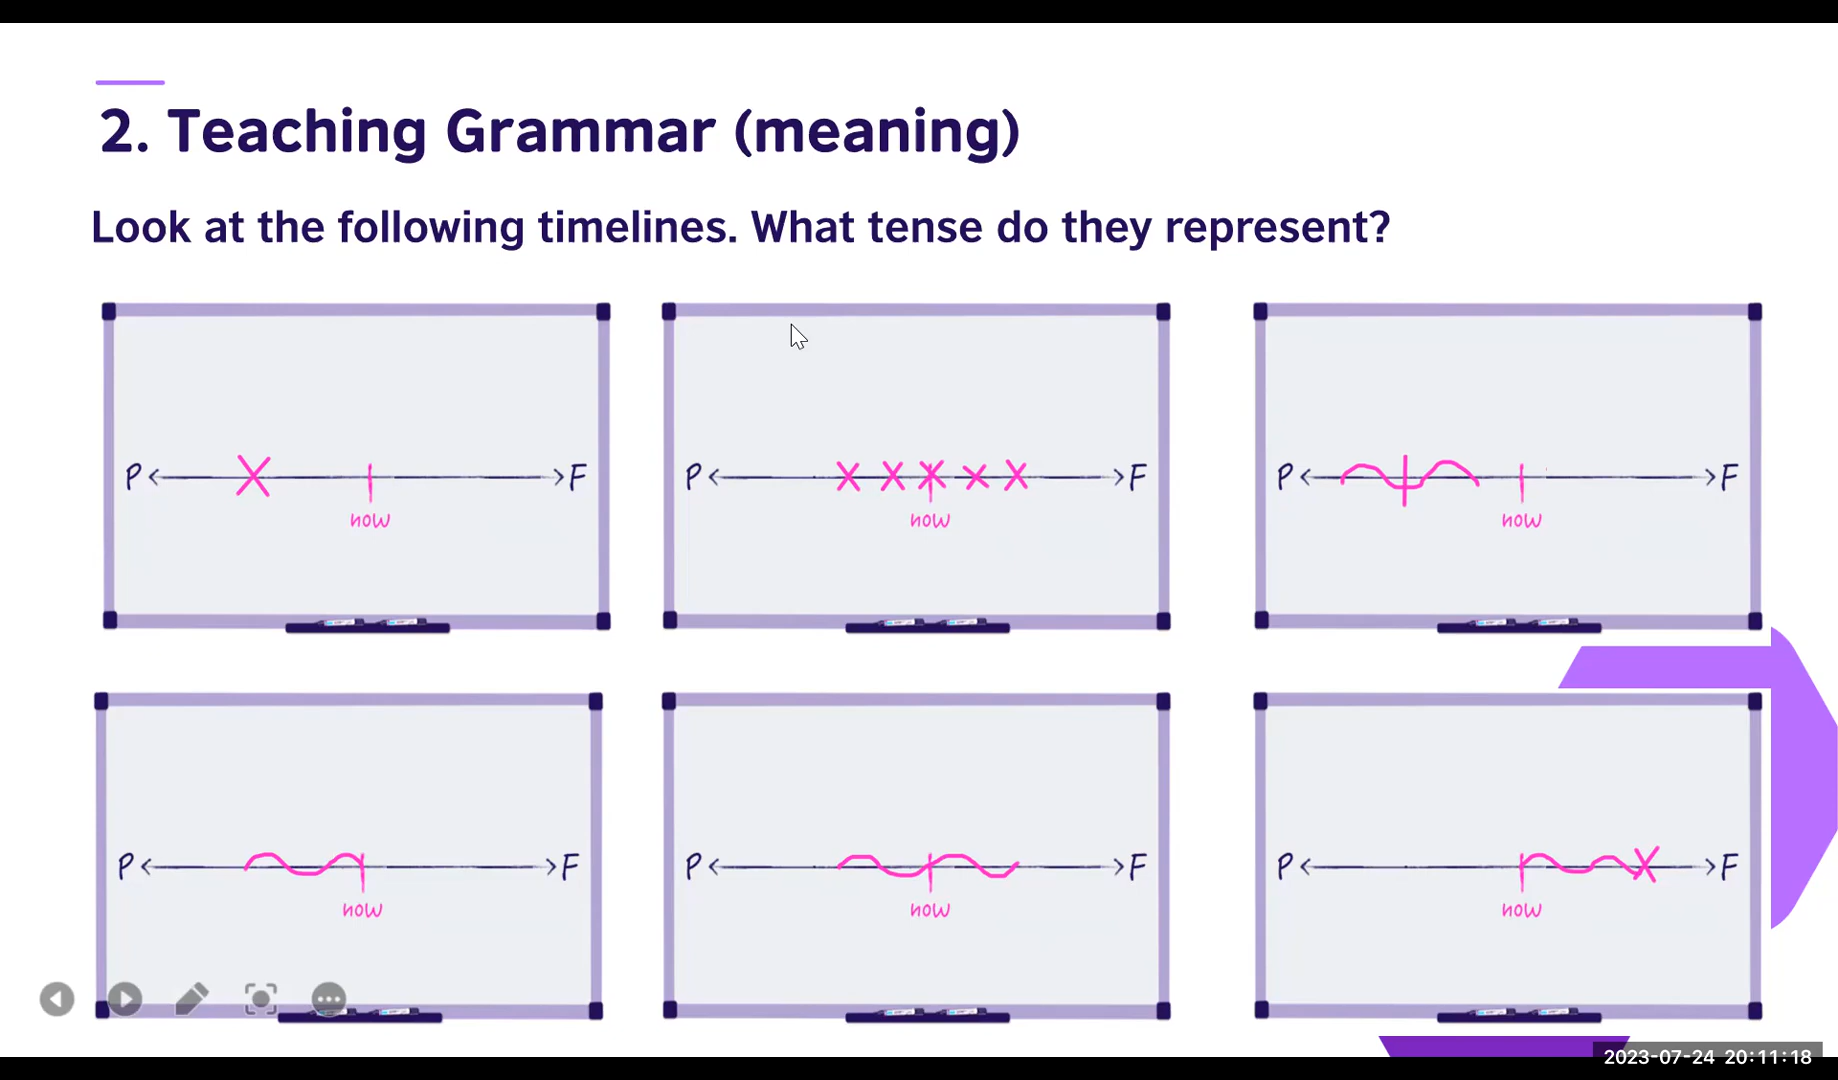 2. Teaching Grammar (meaning)
Look at the following timelines. What tense do they represent?
P F
now
P F
now
P F
now
P F
now
P F
now
P F
now
2023-07-24 20:11:18